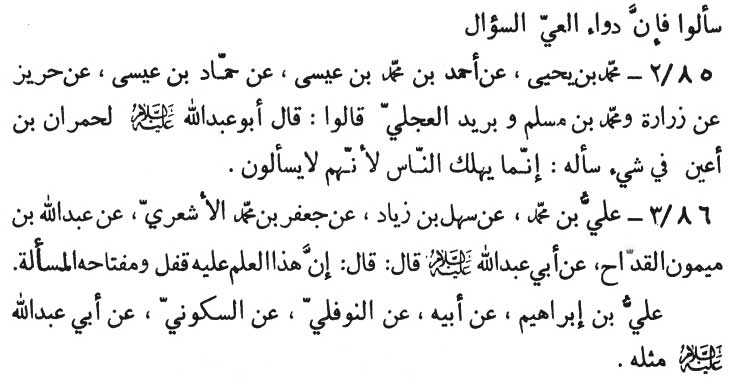 سألوا فإنَّ دواء العيّ السؤال
٢/٨٥ ـ محمّد بن يحيى ، عن أحمد بن محمّد بن عيسى ، عن حمّاد بن عيسى ، عن حريز
عن زرارة ومحمّد بن مسلم و بريد العجليّ قالوا : قال أبو عبدالله عليه‌السلام لحمران بن
أعين في شيء سأله : إنّما يهلك النّاس لأنّهم لايسألون .
٣/٨٦ ـ عليُّ بن محمّد ، عن سهل بن زياد ، عن جعفر بن محمّد الأشعريّ ، عن عبدالله بن
ميمون القدّاح، عن أبي عبدالله عليه‌السلام قال: قال: إنَّ هذا العلم عليه قفل ومفتاحه المسألة.
عليُّ بن إبراهيم ، عن أبيه ، عن النوفليّ ، عن السكونيّ ، عن أبي عبدالله
عليه‌السلام مثله .